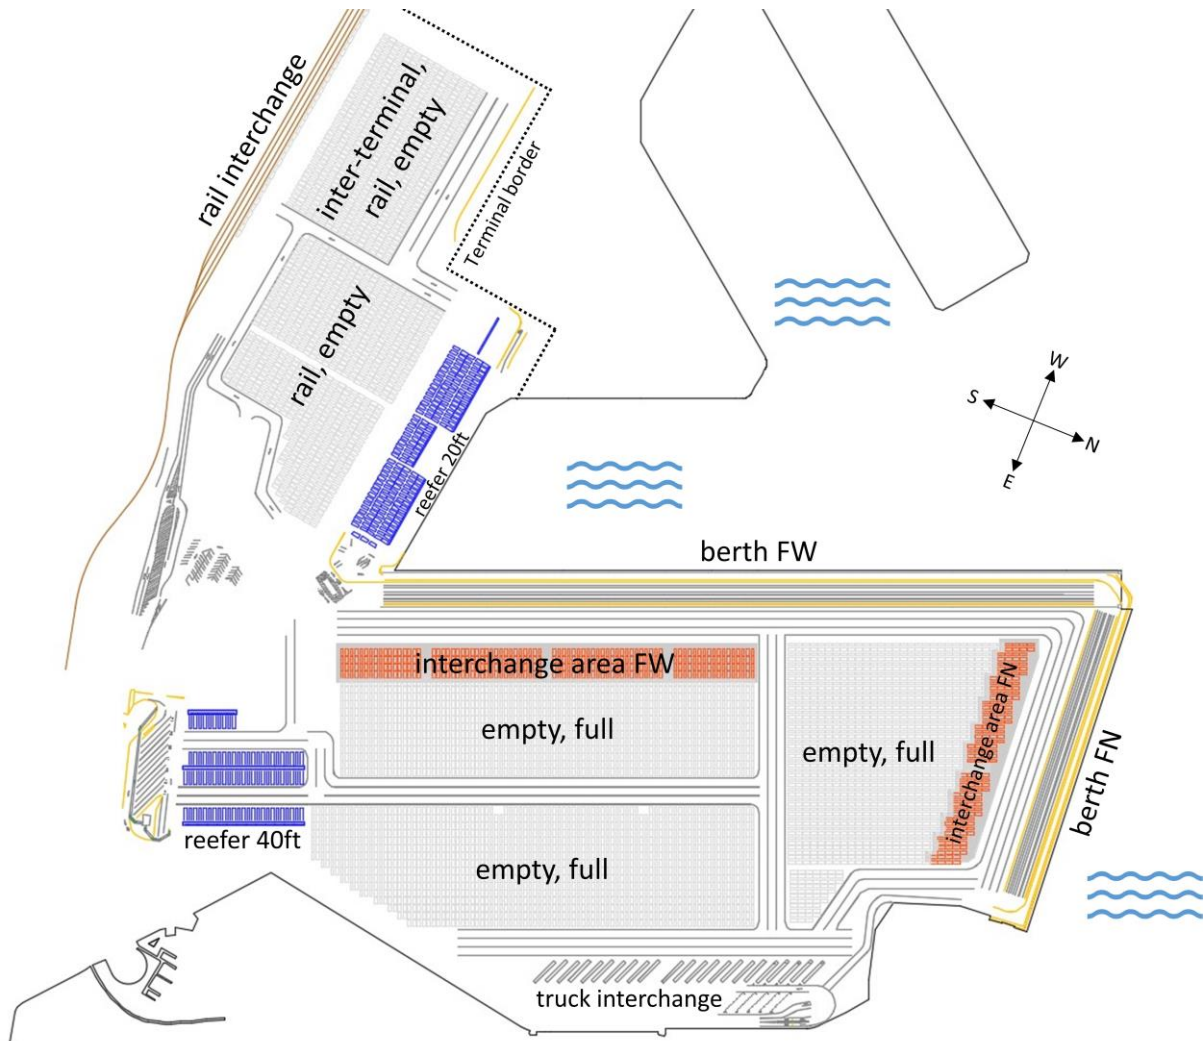 rail interchange
inter-terminal,
rail, empty
Terminal border
rail, empty
reefer 20ft
W
S
N
E
berth FW
interchange area FW
empty, full
empty, full
interchange area FN
berth FN
reefer 40ft
empty, full
truck interchange